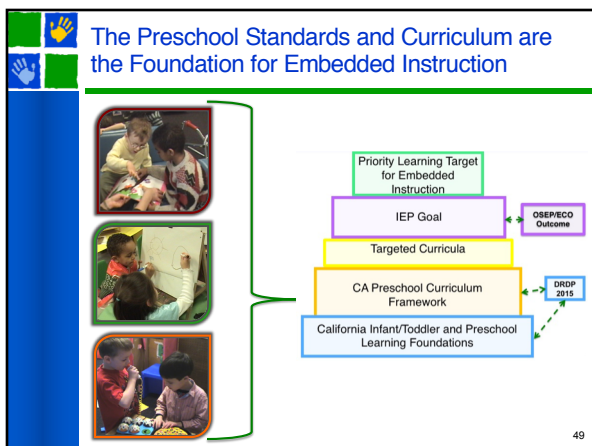 The Preschool Standards and Curriculum are
the Foundation for Embedded Instruction
Priority Learning Target
for Embedded
Instruction
IEP Goal
OSEP/ECO
Outcome
Targeted Curricula
CA Preschool Curriculum
Framework
DRDP
2015
California Infant/Toddler and Preschool
Learning Foundations
49